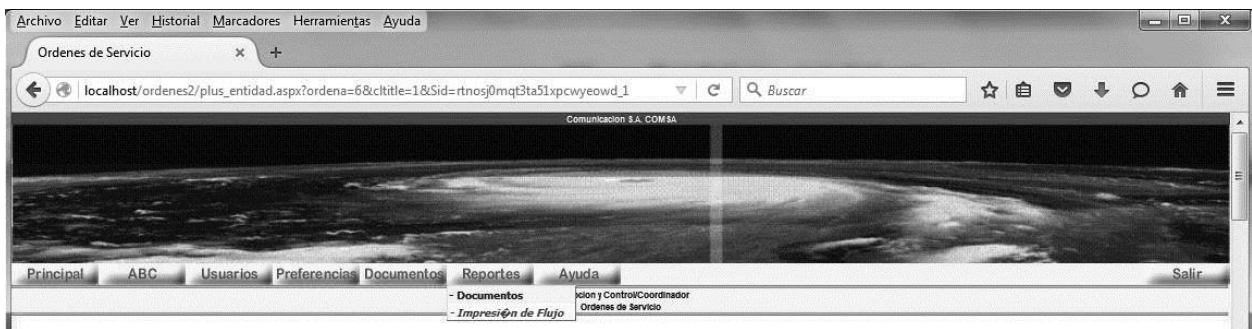 Archivo Editar Ver Historial Marcadores Herramientas Ayuda
Ordenes de Servicio
localhost/ordenes2/plus_entidad.aspx?ordena=6&cltitle=1&Sid=rtnosj0mqt3ta51xpcwyeowd_1
Buscar
Comunicacion S.A. COMSA
Principal ABC Usuarios Preferencias Documentos Reportes Ayuda Salir
- Documentos
- Impresi�n de Flujo
y Control/Coordinador
Ordenes de Servicio